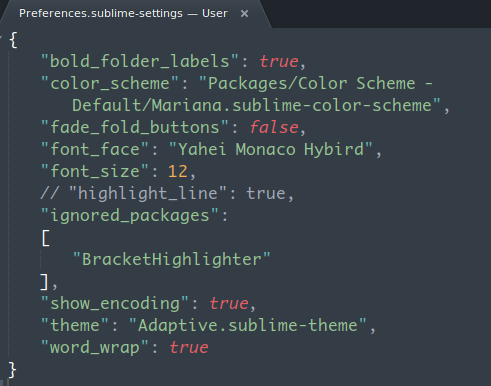 Preferences.sublime-settings — User ×
{
"bold_folder_labels": true,
"color_scheme": "Packages/Color Scheme -
Default/Mariana.sublime-color-scheme",
"fade_fold_buttons": false,
"font_face": "Yahei Monaco Hybird",
"font_size": 12,
// "highlight_line": true,
"ignored_packages":
[
"BracketHighlighter"
],
"show_encoding": true,
"theme": "Adaptive.sublime-theme",
"word_wrap": true
}